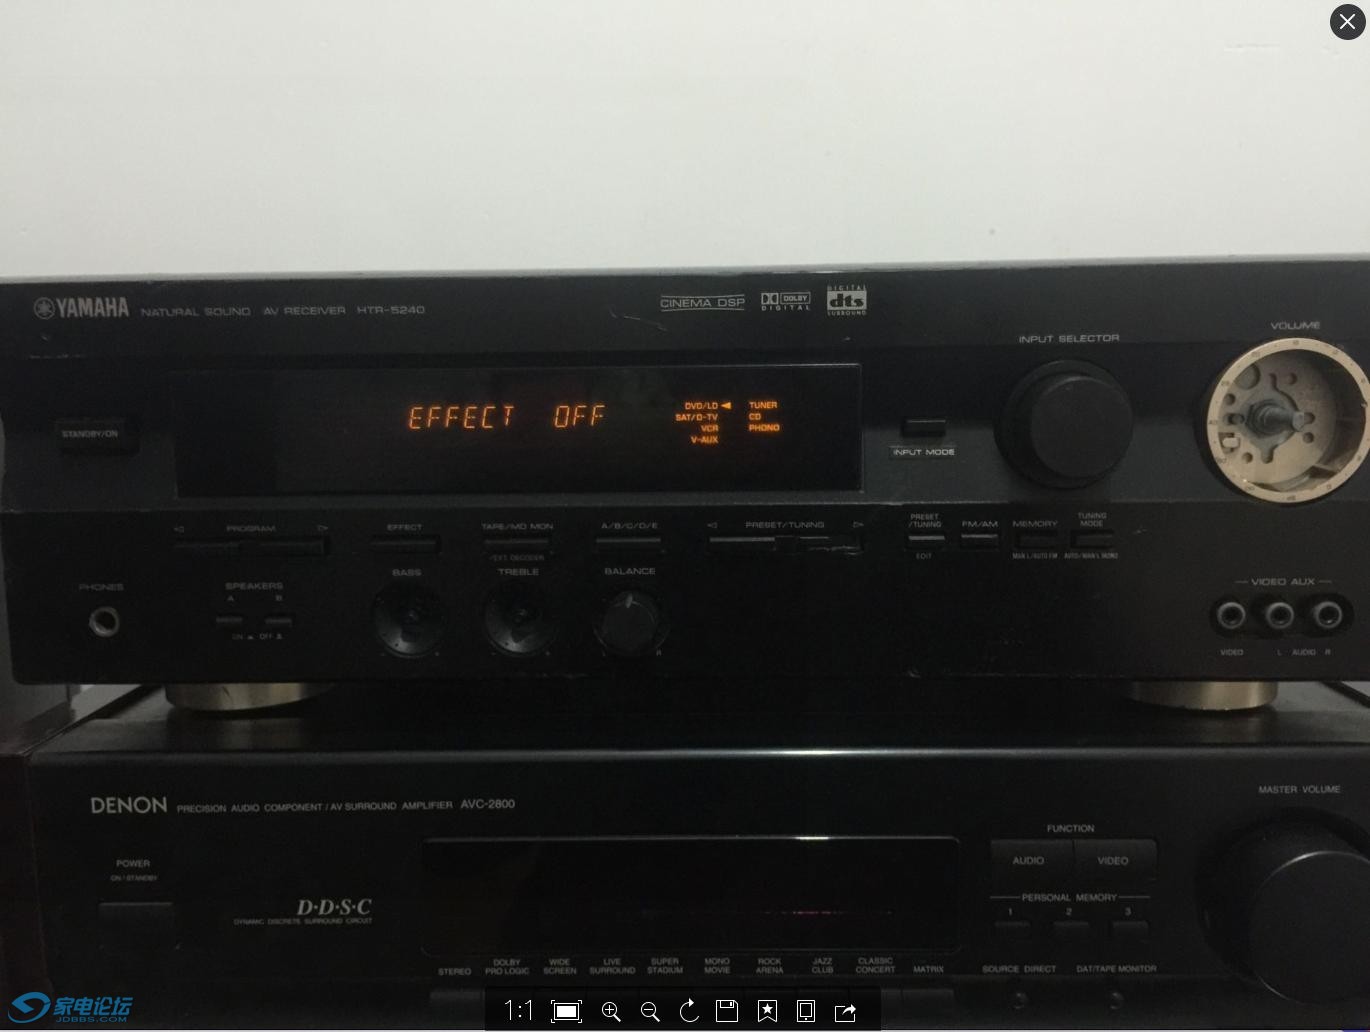 YAMAHA NATURAL SOUND AV RECEIVER HTR-5240
CINEMA DSP
DOLBY
DIGITAL
DIGITAL
dts
SURROUND
INPUT SELECTOR
VOLUME
STANDBY/ON
EFFECT OFF
DVD/LD
SAT/D-TV
VCR
V-AUX
TUNER
CD
PHONO
INPUT MODE
PROGRAM
EFFECT
TAPE/MD MON
/EXT. DECODER
A/B/C/D/E
PRESET/TUNING
PRESET
/TUNING
EDIT
FM/AM
MEMORY
MAN'L/AUTO FM
TUNING
MODE
AUTO/MAN'L MONO
PHONES
SPEAKERS
A B
ON OFF
BASS
TREBLE
BALANCE
R
VIDEO AUX
VIDEO
L AUDIO R
DENON PRECISION AUDIO COMPONENT / AV SURROUND AMPLIFIER AVC-2800
MASTER VOLUME
POWER
ON / STANDBY
D·D·S·C
DYNAMIC DISCRETE SURROUND CIRCUIT
FUNCTION
AUDIO
VIDEO
PERSONAL MEMORY
1 2 3
STEREO
DOLBY
PRO LOGIC
WIDE
SCREEN
LIVE
SURROUND
SUPER
STADIUM
MONO
MOVIE
ROCK
ARENA
JAZZ
CLUB
CLASSIC
CONCERT
MATRIX
SOURCE DIRECT
DAT/TAPE MONITOR
家电论坛
JDBBS.COM
1:1